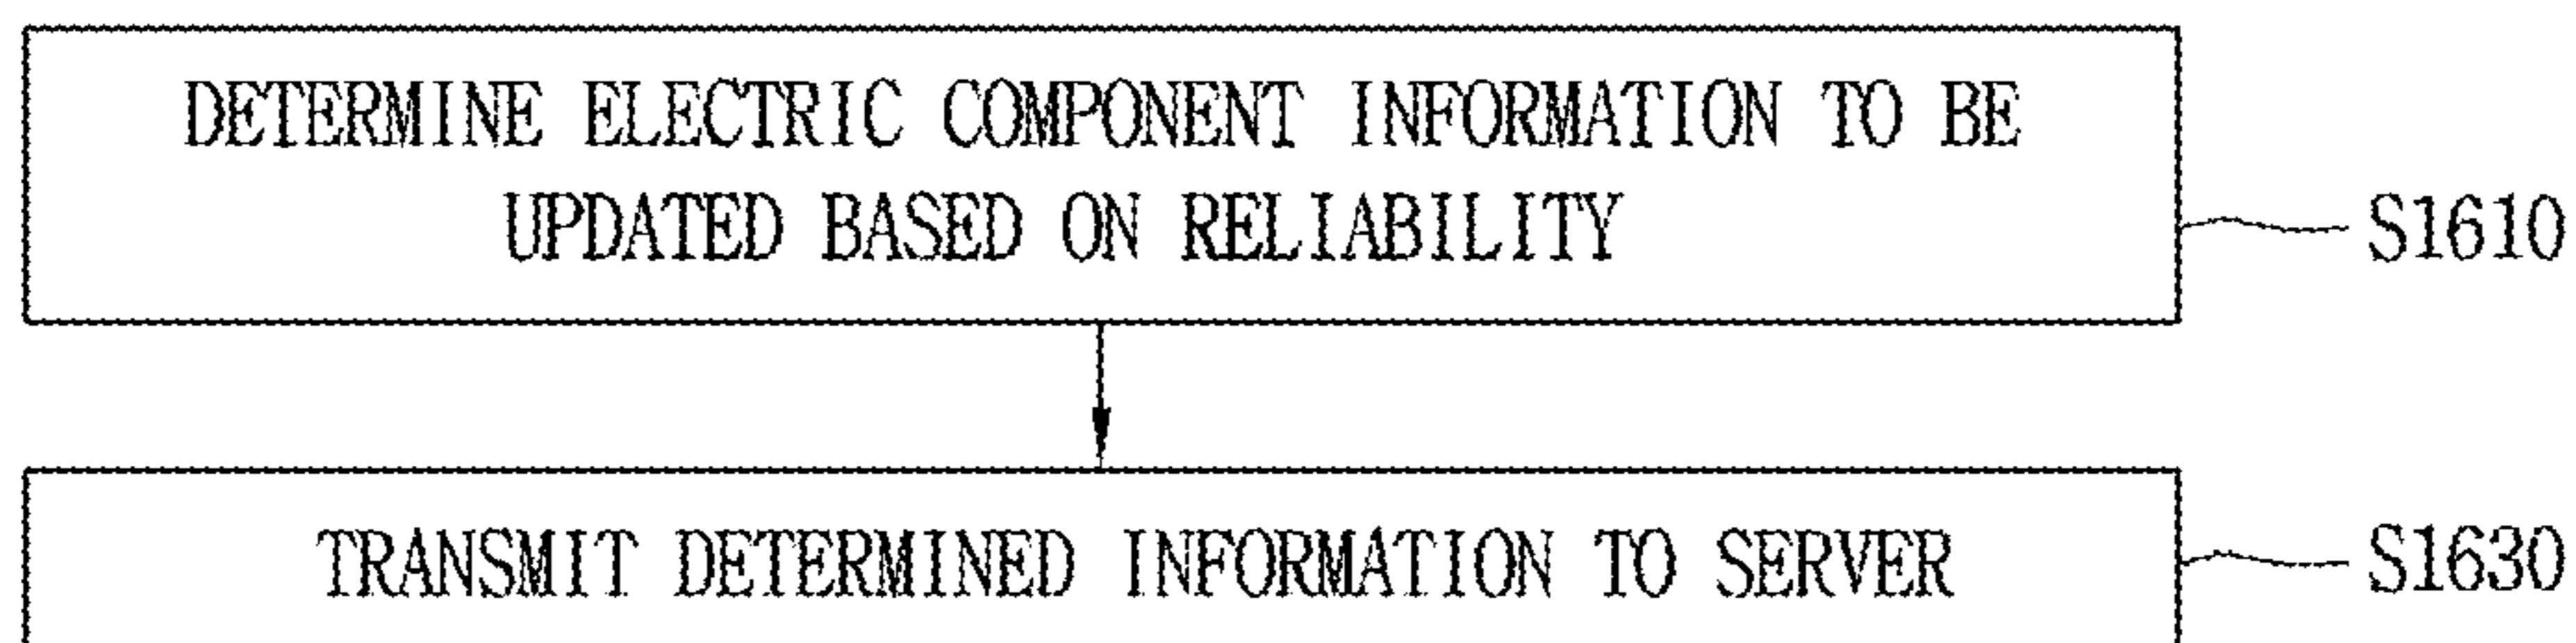 DETERMINE ELECTRIC COMPONENT INFORMATION TO BE
UPDATED BASED ON RELIABILITY
S1610
TRANSMIT DETERMINED INFORMATION TO SERVER
S1630